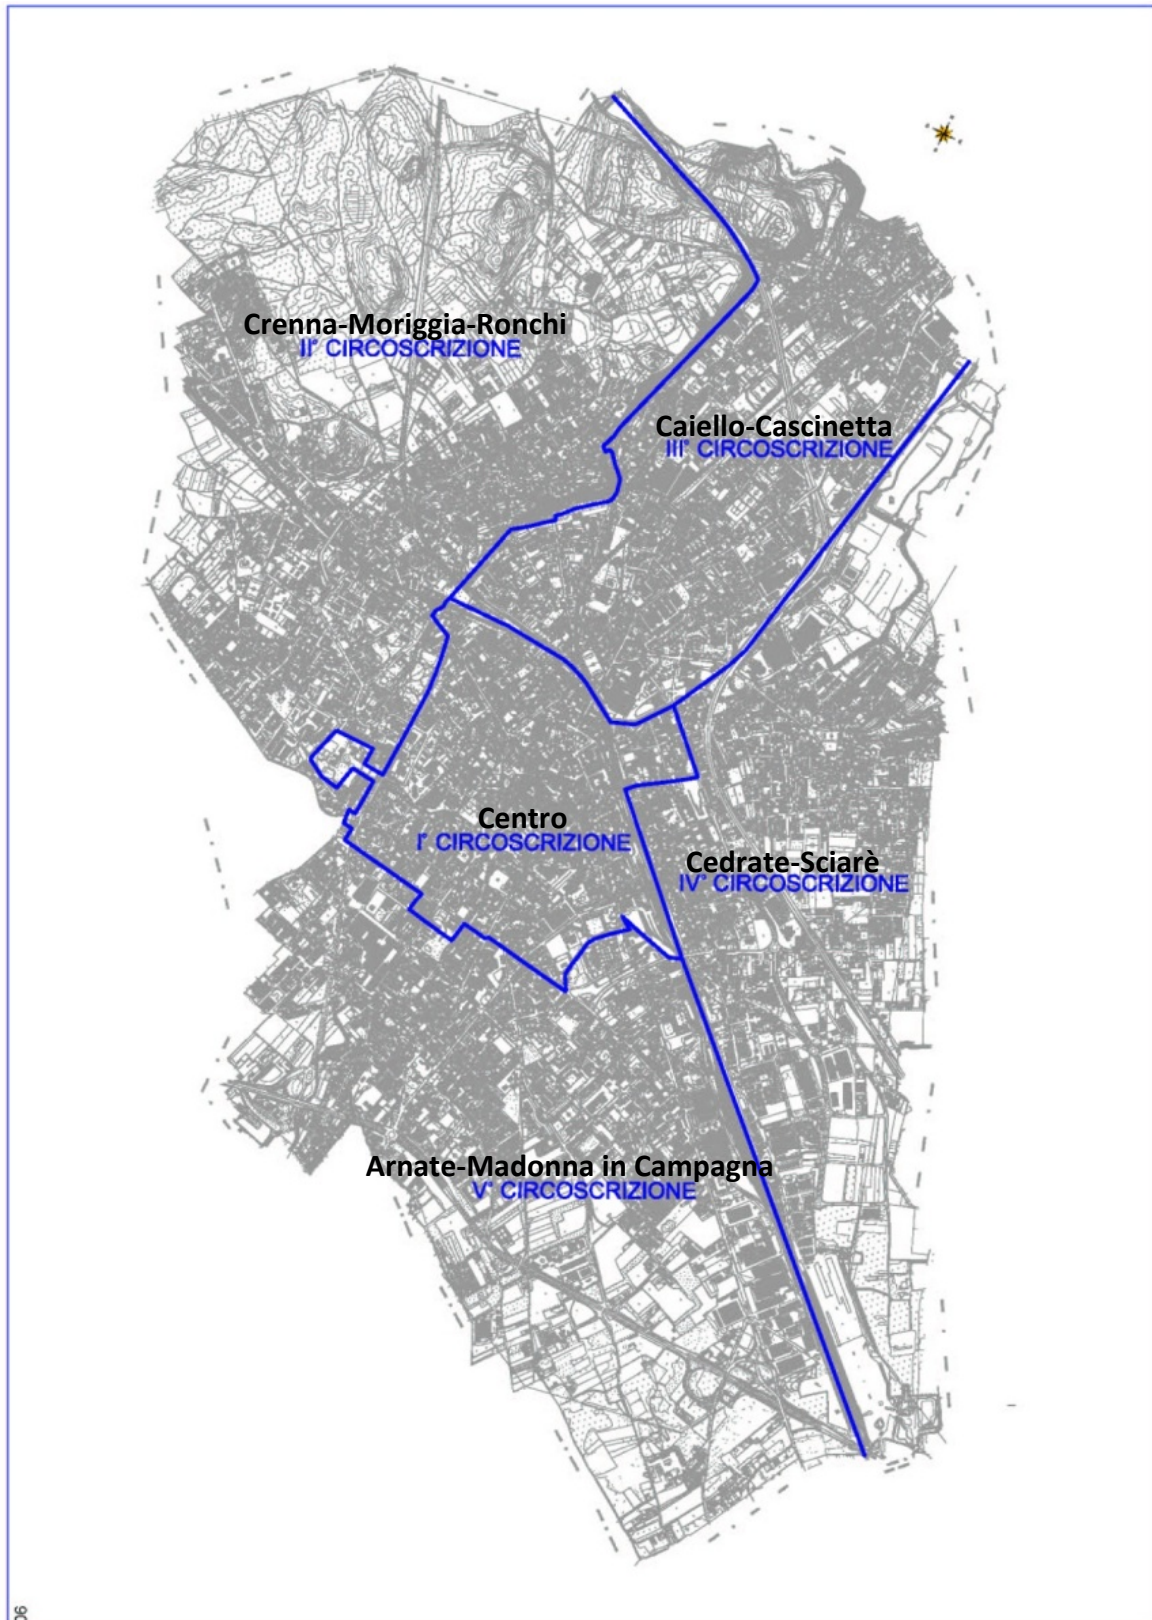 Crenna-Moriggia-Ronchi
II° CIRCOSCRIZIONE
Caiello-Cascinetta
III° CIRCOSCRIZIONE
Centro
I° CIRCOSCRIZIONE
Cedrate-Sciarè
IV° CIRCOSCRIZIONE
Arnate-Madonna in Campagna
V° CIRCOSCRIZIONE
06